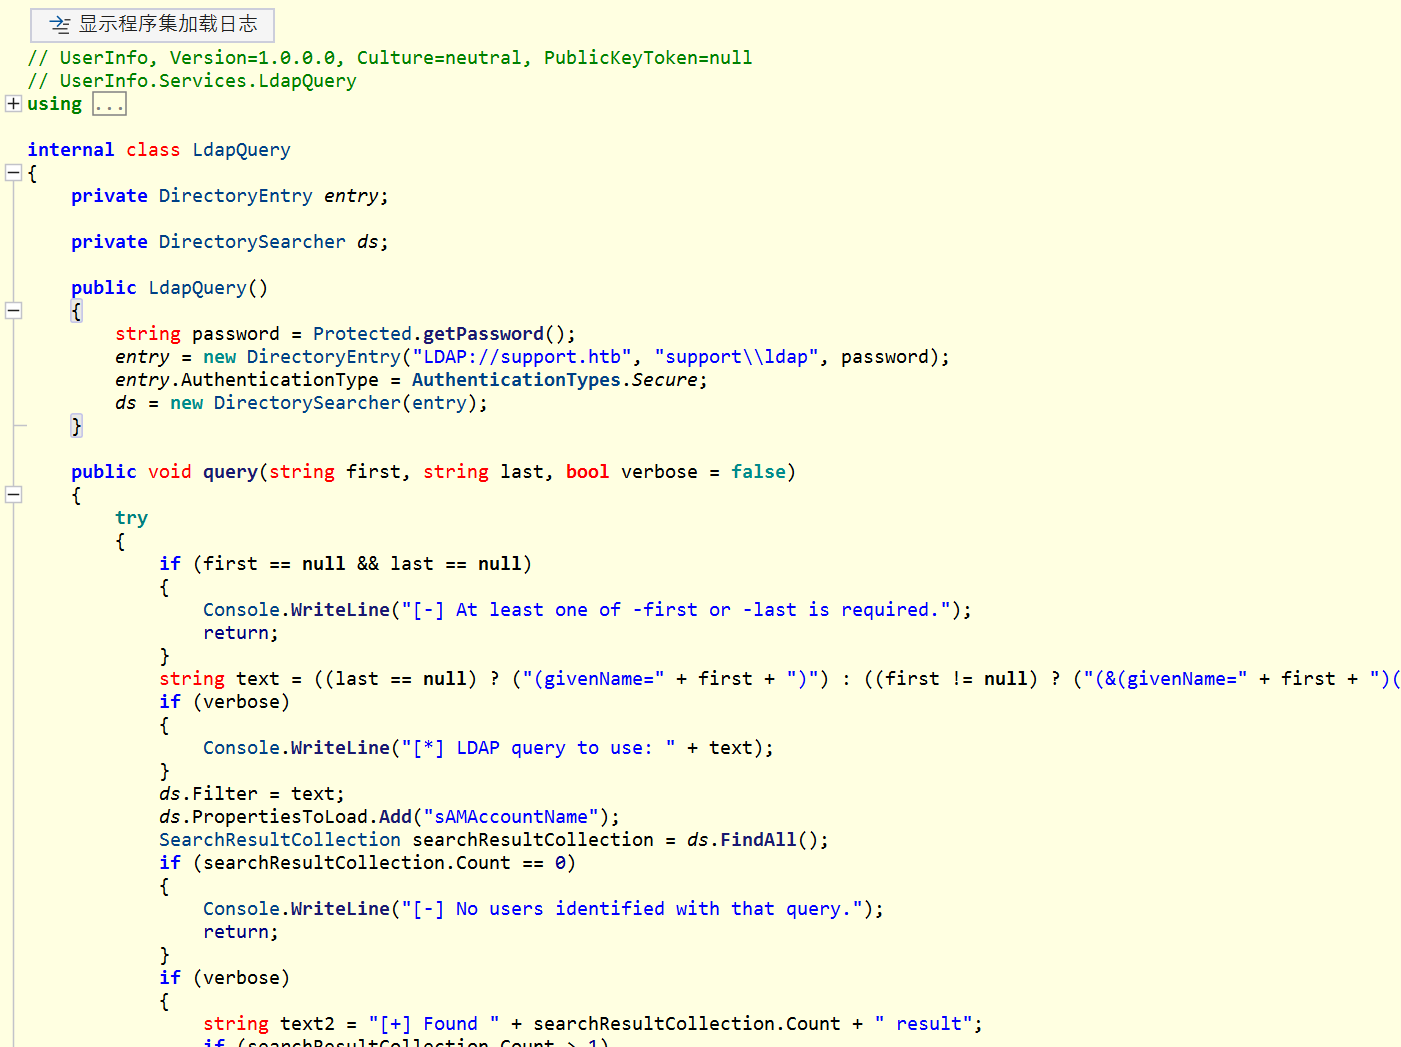 显示程序集加载日志
// UserInfo, Version=1.0.0.0, Culture=neutral, PublicKeyToken=null
// UserInfo.Services.LdapQuery
using ...
internal class LdapQuery
{
private DirectoryEntry entry;
private DirectorySearcher ds;
public LdapQuery()
{
string password = Protected.getPassword();
entry = new DirectoryEntry("LDAP://support.htb", "support\\ldap", password);
entry.AuthenticationType = AuthenticationTypes.Secure;
ds = new DirectorySearcher(entry);
}
public void query(string first, string last, bool verbose = false)
{
try
{
if (first == null && last == null)
{
Console.WriteLine("[-] At least one of -first or -last is required.");
return;
}
string text = ((last == null) ? ("(givenName=" + first + ")") : ((first != null) ? ("(&(givenName=" + first + ")(
if (verbose)
{
Console.WriteLine("[*] LDAP query to use: " + text);
}
ds.Filter = text;
ds.PropertiesToLoad.Add("sAMAccountName");
SearchResultCollection searchResultCollection = ds.FindAll();
if (searchResultCollection.Count == 0)
{
Console.WriteLine("[-] No users identified with that query.");
return;
}
if (verbose)
{
string text2 = "[+] Found " + searchResultCollection.Count + " result";
if (searchResultCollection.Count > 1)